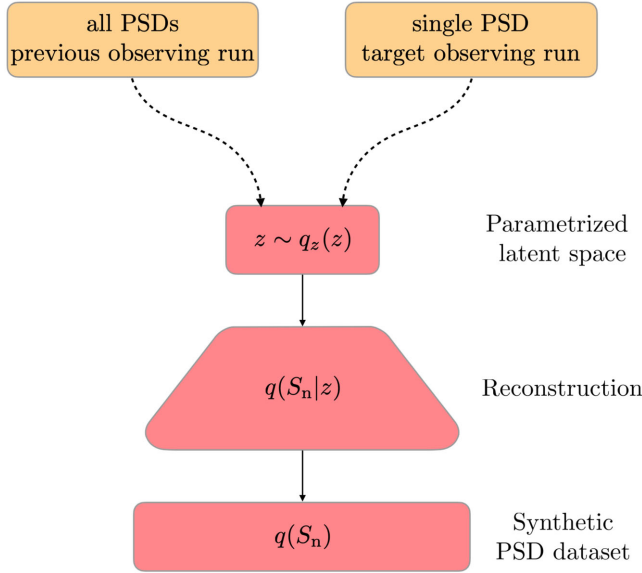 all PSDs
previous observing run
single PSD
target observing run
z ∼ q_z(z)
Parametrized
latent space
q(S_n|z)
Reconstruction
q(S_n)
Synthetic
PSD dataset